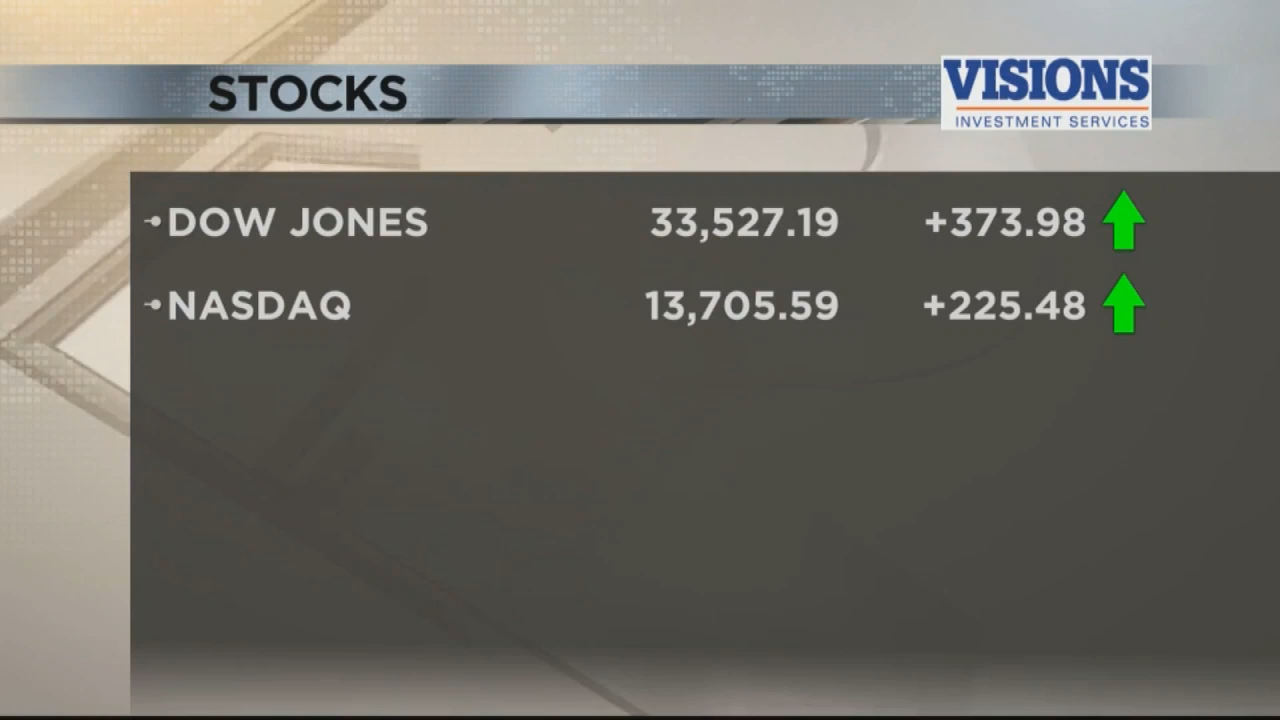 STOCKS
VISIONS
INVESTMENT SERVICES
DOW JONES 33,527.19 +373.98
NASDAQ 13,705.59 +225.48